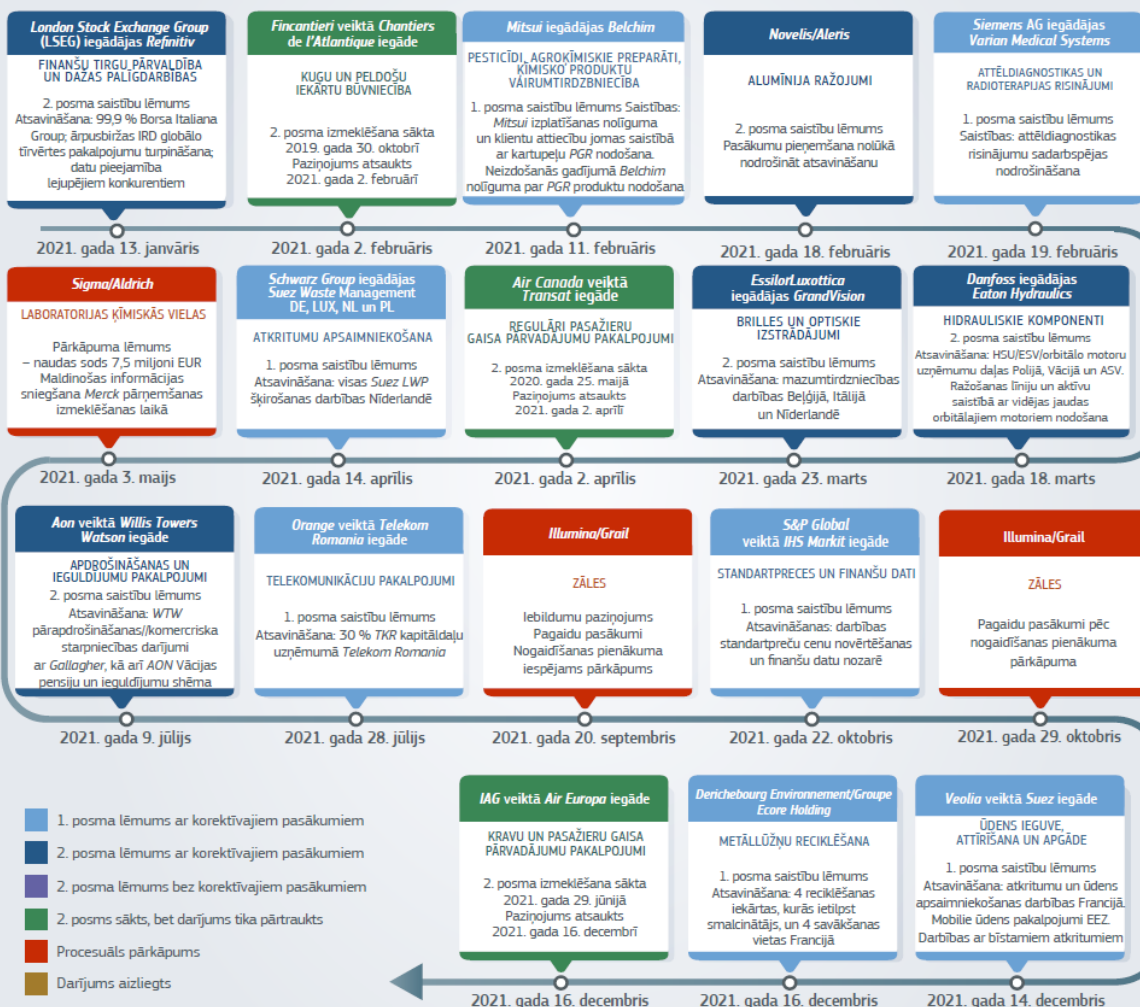 London Stock Exchange Group
(LSEG) iegādājas Refinitiv
FINANŠU TIRGU PĀRVALDĪBA
UN DAŽAS PALĪGDARBĪBAS
2. posma saistību lēmums
Atsavināšana: 99,9 % Borsa Italiana
Group; ārpusbiržas IRD globālo
tīrvērtes pakalpojumu turpināšana;
datu pieejamība
lejupējiem konkurentiem
2021. gada 13. janvāris
Fincantieri veiktā Chantiers
de l'Atlantique iegāde
KUĢU UN PELDOŠU
IEKĀRTU BŪVNIECĪBA
2. posma izmeklēšana sākta
2019. gada 30. oktobrī
Paziņojums atsaukts
2021. gada 2. februārī
2021. gada 2. februāris
Mitsui iegādājas Belchim
PESTICĪDI, AGROĶĪMISKIE PREPARĀTI,
ĶĪMISKO PRODUKTU
VAIRUMTIRDZBNIECĪBA
1. posma saistību lēmums Saistības:
Mitsui izplatīšanas nolīguma
un klientu attiecību jomas saistībā
ar kartupeļu PGR nodošana.
Neizdošanās gadījumā Belchim
nolīguma par PGR produktu nodošana
2021. gada 11. februāris
Novelis/Aleris
ALUMĪNIJA RAŽOJUMI
2. posma saistību lēmums
Pasākumu pieņemšana nolūkā
nodrošināt atsavināšanu
2021. gada 18. februāris
Siemens AG iegādājas
Varian Medical Systems
ATTĒLDIAGNOSTIKAS UN
RADIOTERAPIJAS RISINĀJUMI
1. posma saistību lēmums
Saistības: attēldiagnostikas
risinājumu sadarbspējas
nodrošināšana
2021. gada 19. februāris
Sigma/Aldrich
LABORATORIJAS ĶĪMISKĀS VIELAS
Pārkāpuma lēmums
– naudas sods 7,5 miljoni EUR
Maldinošas informācijas
sniegšana Merck pārņemšanas
izmeklēšanas laikā
2021. gada 3. maijs
Schwarz Group iegādājas
Suez Waste Management
DE, LUX, NL un PL
ATKRITUMU APSAIMNIEKOŠANA
1. posma saistību lēmums
Atsavināšana: visas Suez LWP
šķirošanas darbības Nīderlandē
2021. gada 14. aprīlis
Air Canada veiktā
Transat iegāde
REGULĀRI PASAŽIERU
GAISA PĀRVADĀJUMU PAKALPOJUMI
2. posma izmeklēšana sākta
2020. gada 25. maijā
Paziņojums atsaukts
2021. gada 2. aprīlī
2021. gada 2. aprīlis
EssilorLuxottica
iegādājas GrandVision
BRILLES UN OPTISKIE
IZSTRĀDĀJUMI
2. posma saistību lēmums
Atsavināšana: mazumtirdzniecības
darbības Beļģijā, Itālijā
un Nīderlandē
2021. gada 23. marts
Danfoss iegādājas
Eaton Hydraulics
HIDRAULISKIE KOMPONENTI
2. posma saistību lēmums
Atsavināšana: HSU/ESV/orbitālo motoru
uzņēmumu daļas Polijā, Vācijā un ASV.
Ražošanas līniju un aktīvu
saistībā ar vidējas jaudas
orbitālajiem motoriem nodošana
2021. gada 18. marts
Aon veiktā Willis Towers
Watson iegāde
APDROŠINĀŠANAS UN
IEGULDĪJUMU PAKALPOJUMI
2. posma saistību lēmums
Atsavināšana: WTW
pārapdrošināšanas//komerciska
starpniecības darījumi
ar Gallagher, kā arī AON Vācijas
pensiju un ieguldījumu shēma
2021. gada 9. jūlijs
Orange veiktā Telekom
Romania iegāde
TELEKOMUNIKĀCIJU PAKALPOJUMI
1. posma saistību lēmums
Atsavināšana: 30 % TKR kapitāldaļu
uzņēmumā Telekom Romania
2021. gada 28. jūlijs
Illumina/Grail
ZĀLES
Iebildumu paziņojums
Pagaidu pasākumi
Nogaidīšanas pienākuma
iespējams pārkāpums
2021. gada 20. septembris
S&P Global
veiktā IHS Markit iegāde
STANDARTPRECES UN FINANŠU DATI
1. posma saistību lēmums
Atsavināšanas: darbības
standartpreču cenu novērtēšanas
un finanšu datu nozarē
2021. gada 22. oktobris
Illumina/Grail
ZĀLES
Pagaidu pasākumi pēc
nogaidīšanas pienākuma
pārkāpuma
2021. gada 29. oktobris
1. posma lēmums ar korektīvajiem pasākumiem
2. posma lēmums ar korektīvajiem pasākumiem
2. posma lēmums bez korektīvajiem pasākumiem
2. posms sākts, bet darījums tika pārtraukts
Procesuāls pārkāpums
Darījums aizliegts
IAG veiktā Air Europa iegāde
KRAVU UN PASAŽIERU GAISA
PĀRVADĀJUMU PAKALPOJUMI
2. posma izmeklēšana sākta
2021. gada 29. jūnijā
Paziņojums atsaukts
2021. gada 16. decembrī
2021. gada 16. decembris
Derichebourg Environnement/Groupe
Ecore Holding
METĀLLŪŽŅU RECIKLĒŠANA
1. posma saistību lēmums
Atsavināšana: 4 reciklēšanas
iekārtas, kurās ietilpst
smalcinātājs, un 4 savākšanas
vietas Francijā
2021. gada 16. decembris
Veolia veiktā Suez iegāde
ŪDENS IEGUVE,
ATTĪRĪŠANA UN APGĀDE
1. posma saistību lēmums
Atsavināšana: atkritumu un ūdens
apsaimniekošanas darbības Francijā.
Mobilie ūdens pakalpojumi EEZ.
Darbības ar bīstamiem atkritumiem
2021. gada 14. decembris